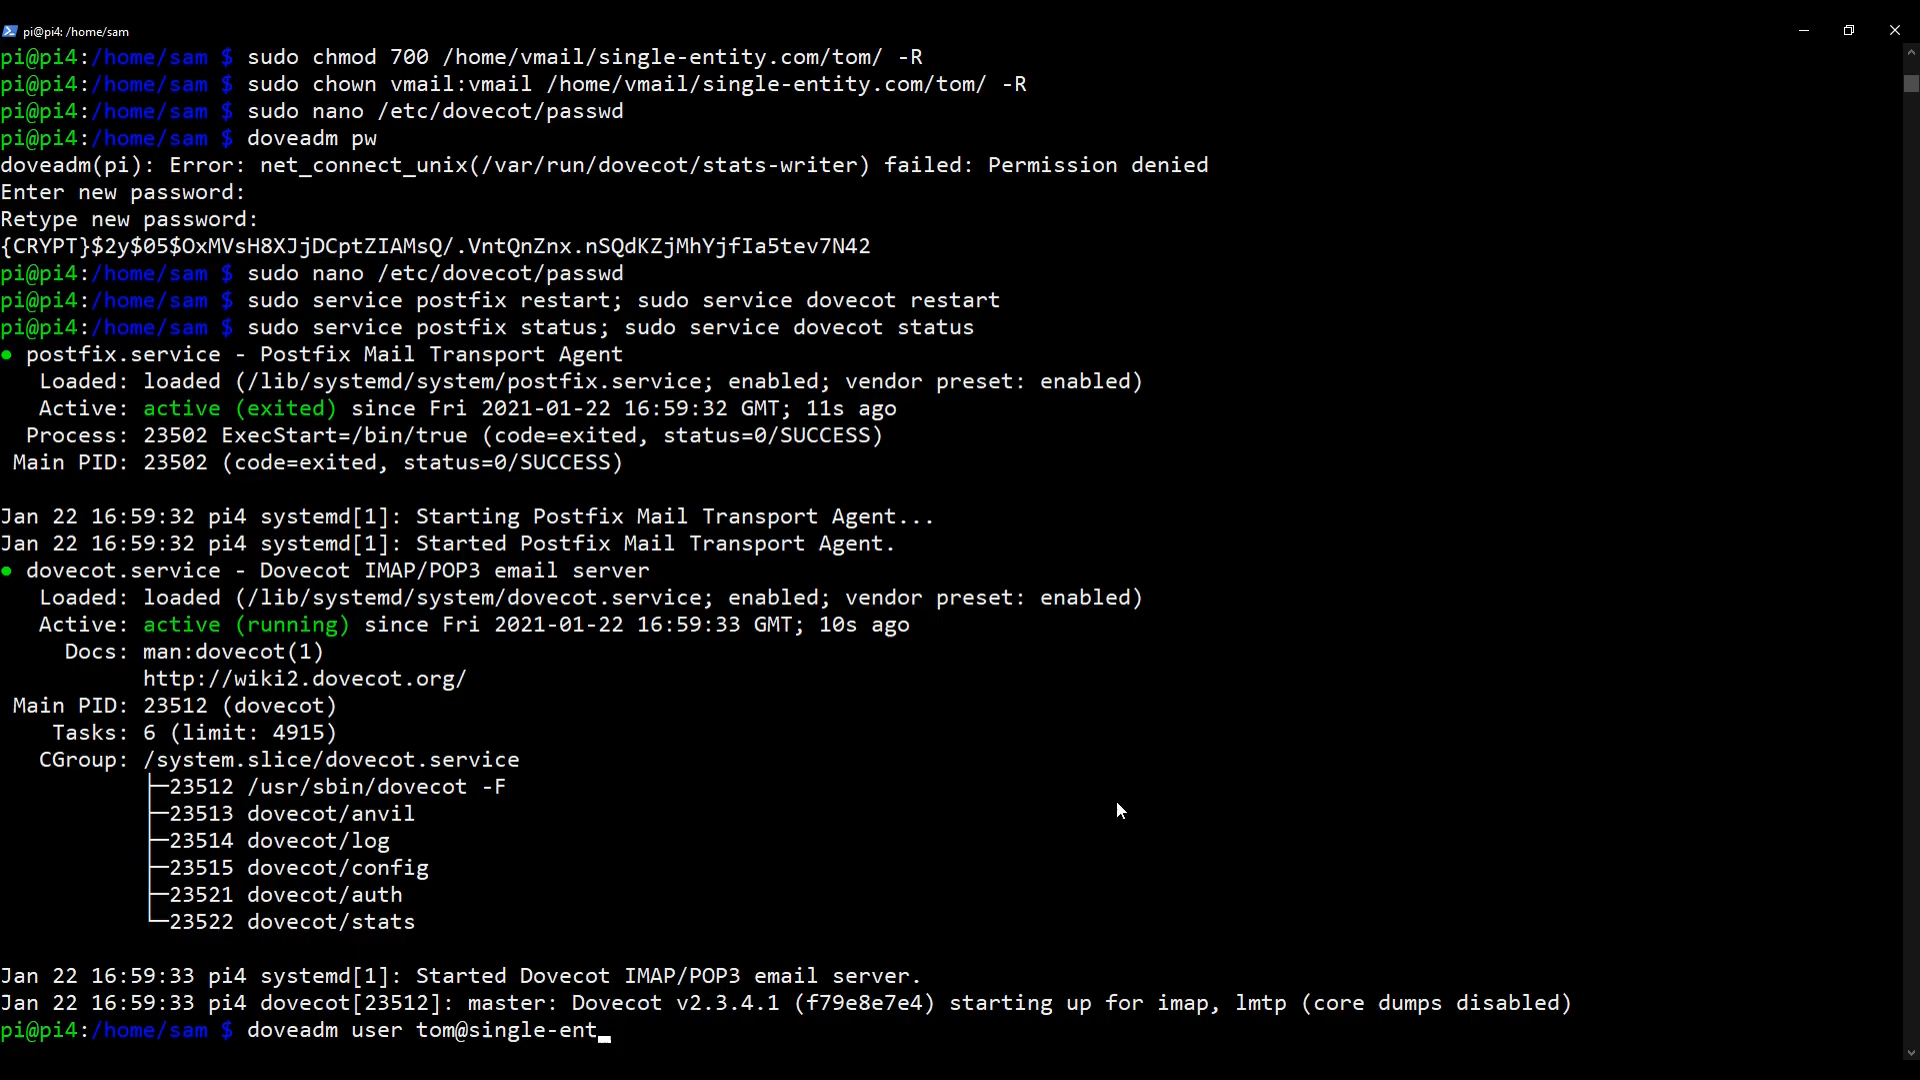 pi@pi4: /home/sam
pi@pi4:/home/sam $ sudo chmod 700 /home/vmail/single-entity.com/tom/ -R
pi@pi4:/home/sam $ sudo chown vmail:vmail /home/vmail/single-entity.com/tom/ -R
pi@pi4:/home/sam $ sudo nano /etc/dovecot/passwd
pi@pi4:/home/sam $ doveadm pw
doveadm(pi): Error: net_connect_unix(/var/run/dovecot/stats-writer) failed: Permission denied
Enter new password:
Retype new password:
{CRYPT}$2y$05$OxMVsH8XJjDCptZIAMsQ/.VntQnZnx.nSQdKZjMhYjfIa5tev7N42
pi@pi4:/home/sam $ sudo nano /etc/dovecot/passwd
pi@pi4:/home/sam $ sudo service postfix restart; sudo service dovecot restart
pi@pi4:/home/sam $ sudo service postfix status; sudo service dovecot status
● postfix.service - Postfix Mail Transport Agent
   Loaded: loaded (/lib/systemd/system/postfix.service; enabled; vendor preset: enabled)
   Active: active (exited) since Fri 2021-01-22 16:59:32 GMT; 11s ago
  Process: 23502 ExecStart=/bin/true (code=exited, status=0/SUCCESS)
 Main PID: 23502 (code=exited, status=0/SUCCESS)
Jan 22 16:59:32 pi4 systemd[1]: Starting Postfix Mail Transport Agent...
Jan 22 16:59:32 pi4 systemd[1]: Started Postfix Mail Transport Agent.
● dovecot.service - Dovecot IMAP/POP3 email server
   Loaded: loaded (/lib/systemd/system/dovecot.service; enabled; vendor preset: enabled)
   Active: active (running) since Fri 2021-01-22 16:59:33 GMT; 10s ago
     Docs: man:dovecot(1)
           http://wiki2.dovecot.org/
 Main PID: 23512 (dovecot)
    Tasks: 6 (limit: 4915)
   CGroup: /system.slice/dovecot.service
           ├─23512 /usr/sbin/dovecot -F
           ├─23513 dovecot/anvil
           ├─23514 dovecot/log
           ├─23515 dovecot/config
           ├─23521 dovecot/auth
           └─23522 dovecot/stats
Jan 22 16:59:33 pi4 systemd[1]: Started Dovecot IMAP/POP3 email server.
Jan 22 16:59:33 pi4 dovecot[23512]: master: Dovecot v2.3.4.1 (f79e8e7e4) starting up for imap, lmtp (core dumps disabled)
pi@pi4:/home/sam $ doveadm user tom@single-ent